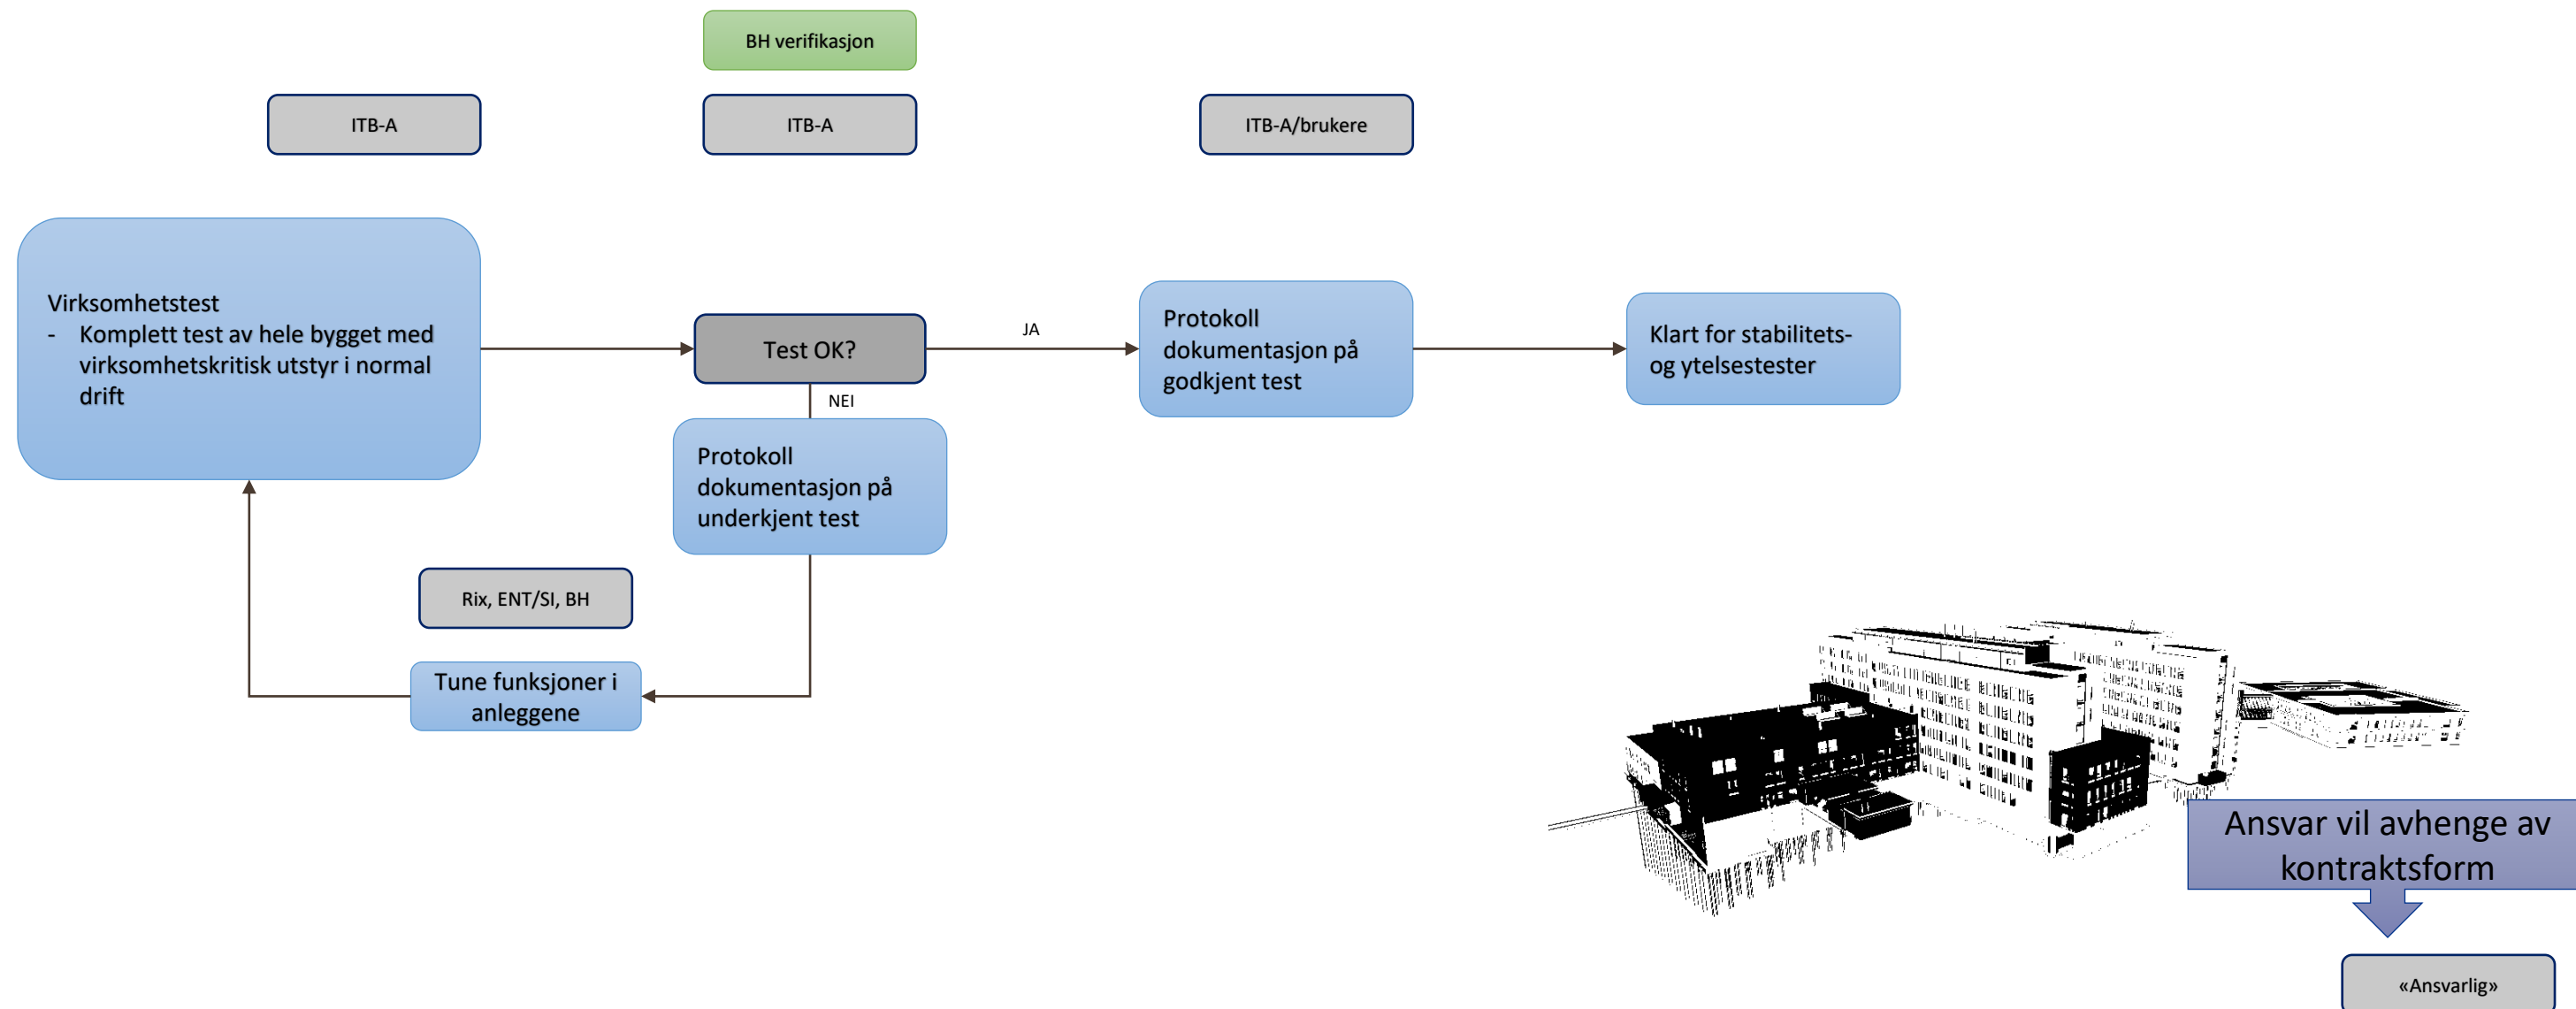 BH verifikasjon
ITB-A
ITB-A
ITB-A/brukere
Virksomhetstest
- Komplett test av hele bygget med
virksomhetskritisk utstyr i normal
drift
Test OK?
JA
NEI
Protokoll
dokumentasjon på
godkjent test
Klart for stabilitets-
og ytelsestester
Protokoll
dokumentasjon på
underkjent test
Rix, ENT/SI, BH
Tune funksjoner i
anleggene
Ansvar vil avhenge av
kontraktsform
«Ansvarlig»